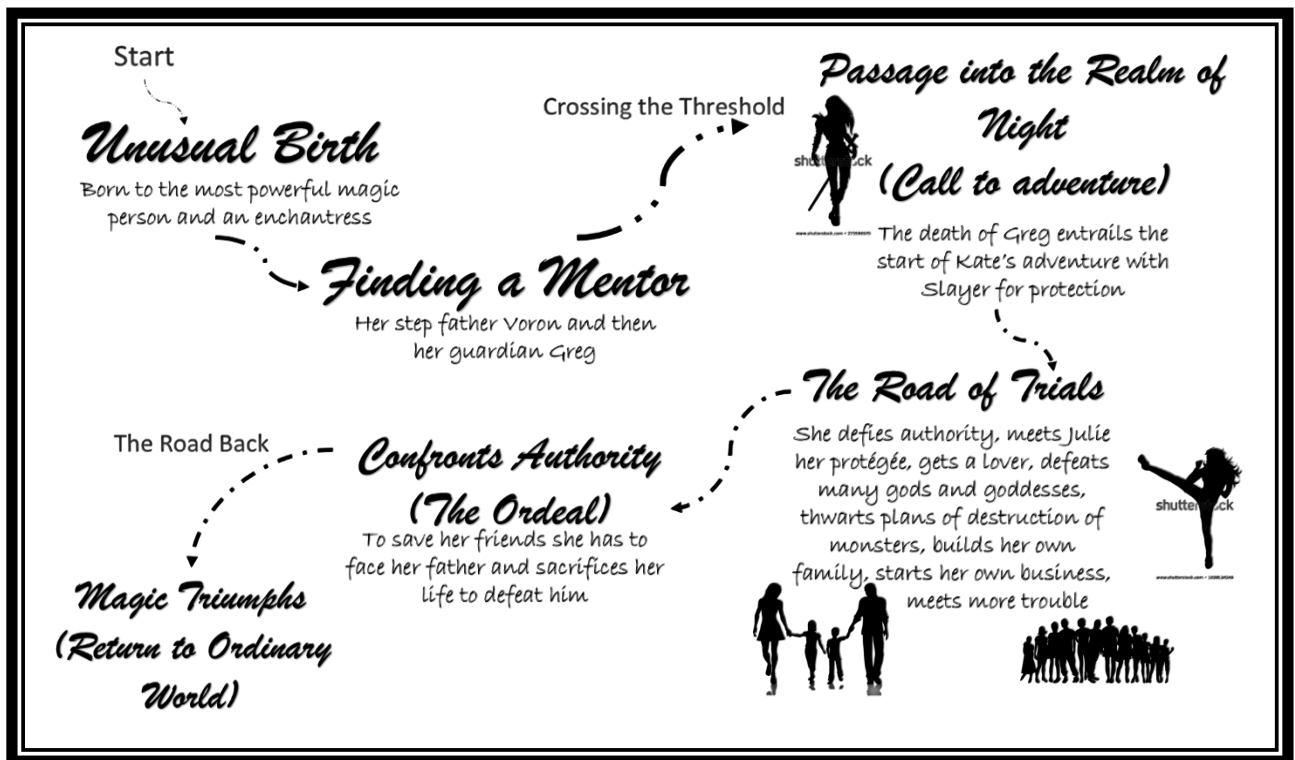 Start
Unusual Birth
Born to the most powerful magic
person and an enchantress
Finding a Mentor
Her step father Voron and then
her guardian Greg
Crossing the Threshold
Passage into the Realm of
Night
(Call to adventure)
shutterstock
The death of Greg entrails the
start of Kate's adventure with
Slayer for protection
The Road of Trials
She defies authority, meets Julie
her protégée, gets a lover, defeats
many gods and goddesses,
thwarts plans of destruction of
monsters, builds her own
family, starts her own business,
meets more trouble
shutterstock
Confronts Authority
(The Ordeal)
To save her friends she has to
face her father and sacrifices her
life to defeat him
The Road Back
Magic Triumphs
(Return to Ordinary
World)